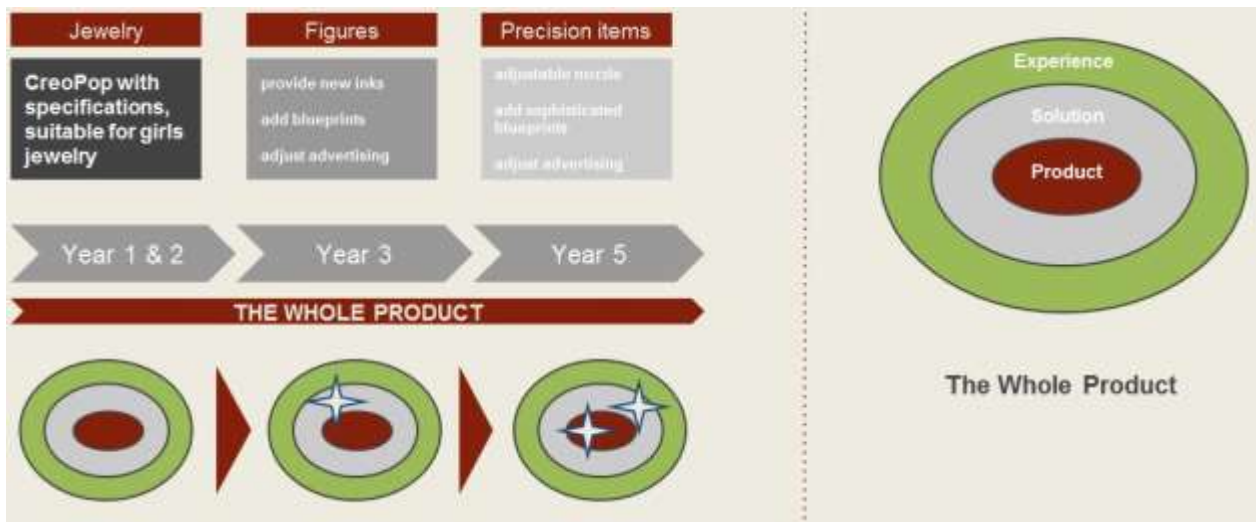 Jewelry
CreoPop with
specifications,
suitable for girls
jewelry
Figures
provide new inks
add blueprints
adjust advertising
Precision items
adjustable nozzle
add sophisticated
blueprints
adjust advertising
Year 1 & 2
Year 3
Year 5
THE WHOLE PRODUCT
Experience
Solution
Product
The Whole Product